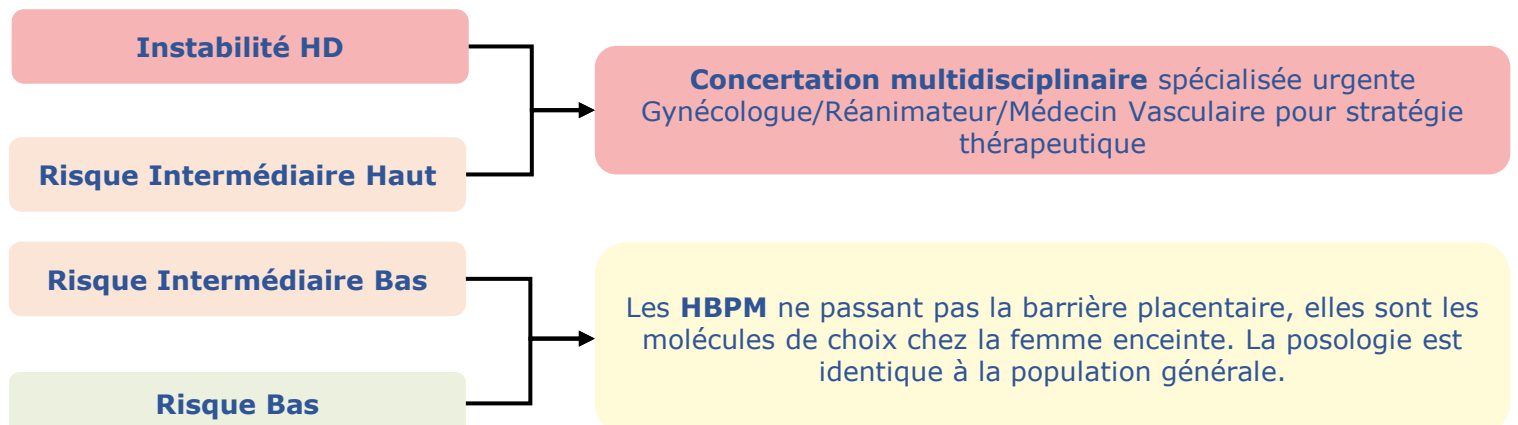 Instabilité HD
Concertation multidisciplinaire spécialisée urgente
Gynécologue/Réanimateur/Médecin Vasculaire pour stratégie
thérapeutique
Risque Intermédiaire Haut
Risque Intermédiaire Bas
Les HBPM ne passant pas la barrière placentaire, elles sont les
molécules de choix chez la femme enceinte. La posologie est
identique à la population générale.
Risque Bas